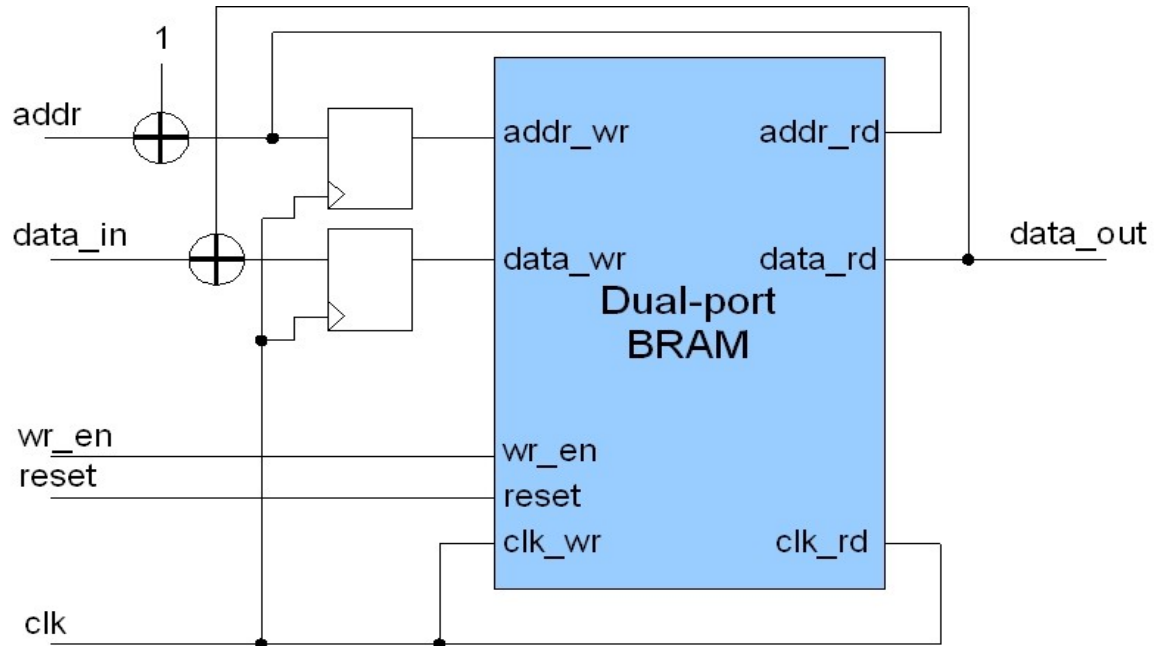 1
addr
addr_wr
addr_rd
data_in
data_out
data_wr
data_rd
Dual-port
BRAM
wr_en
wr_en
reset
reset
clk_wr
clk_rd
clk